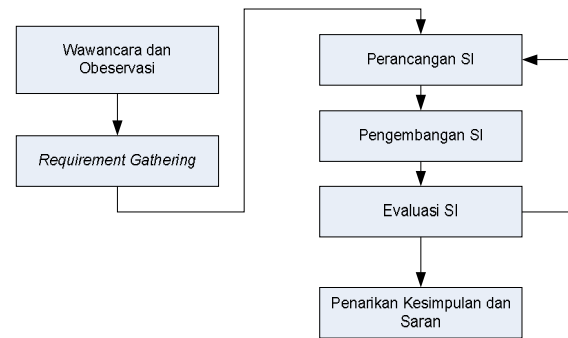 Wawancara dan
Obeservasi
Requirement Gathering
Perancangan SI
Pengembangan SI
Evaluasi SI
Penarikan Kesimpulan dan
Saran